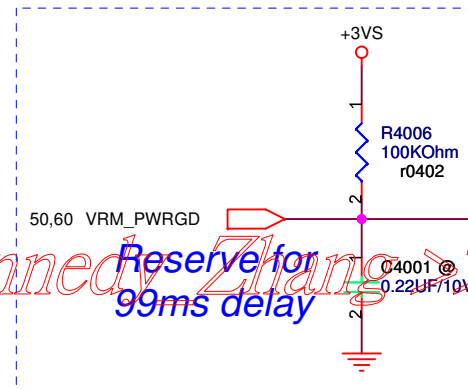 +3VS
1
R4006
100KOhm
r0402
2
50,60 VRM_PWRGD
Reserve for
99ms delay
nnedy_Zhang
1
C4001 @
0.22UF/10V
2